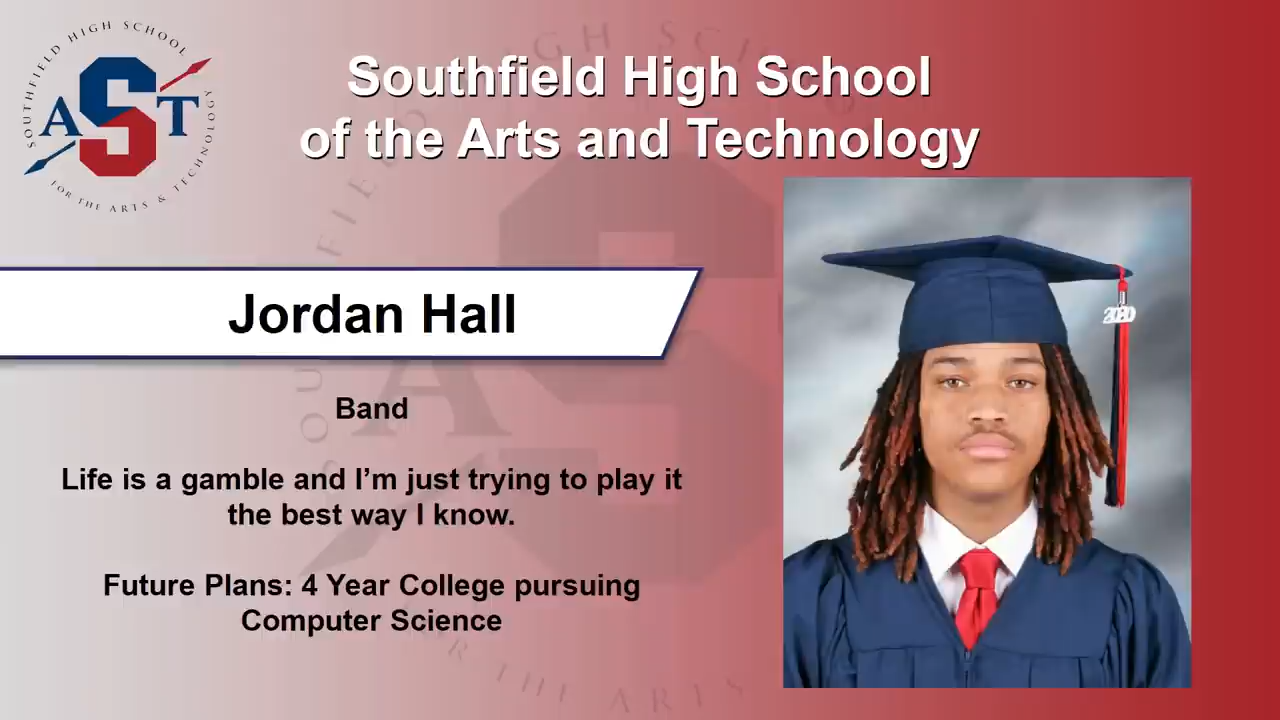 SOUTHFIELD HIGH SCHOOL
AST
FOR THE ARTS & TECHNOLOGY
Southfield High School
of the Arts and Technology
2020
Jordan Hall
Band
Life is a gamble and I’m just trying to play it
the best way I know.
Future Plans: 4 Year College pursuing
Computer Science